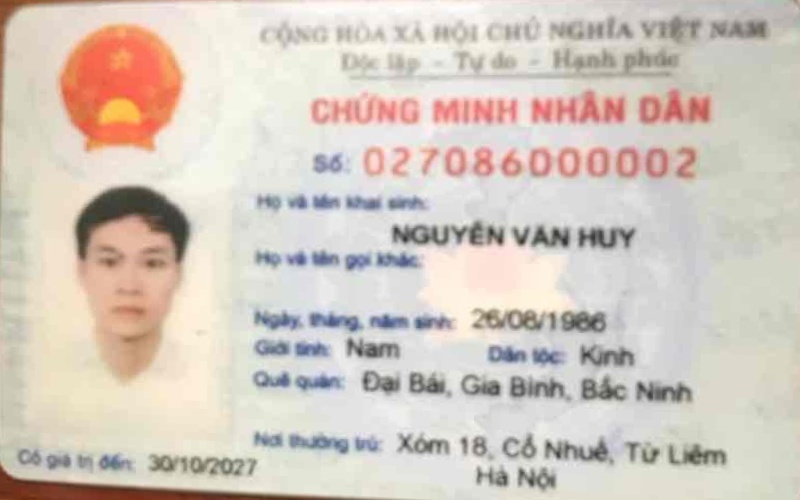 CỘNG HÒA XÃ HỘI CHỦ NGHĨA VIỆT NAM
Độc lập - Tự do - Hạnh phúc
CHỨNG MINH NHÂN DÂN
Số: 027086000002
Họ và tên khai sinh:
NGUYỄN VĂN HUY
Họ và tên gọi khác:
Ngày, tháng, năm sinh: 26/08/1986
Giới tính: Nam Dân tộc: Kinh
Quê quán: Đại Bái, Gia Bình, Bắc Ninh
Nơi thường trú: Xóm 18, Cổ Nhuế, Từ Liêm
Hà Nội
Có giá trị đến: 30/10/2027